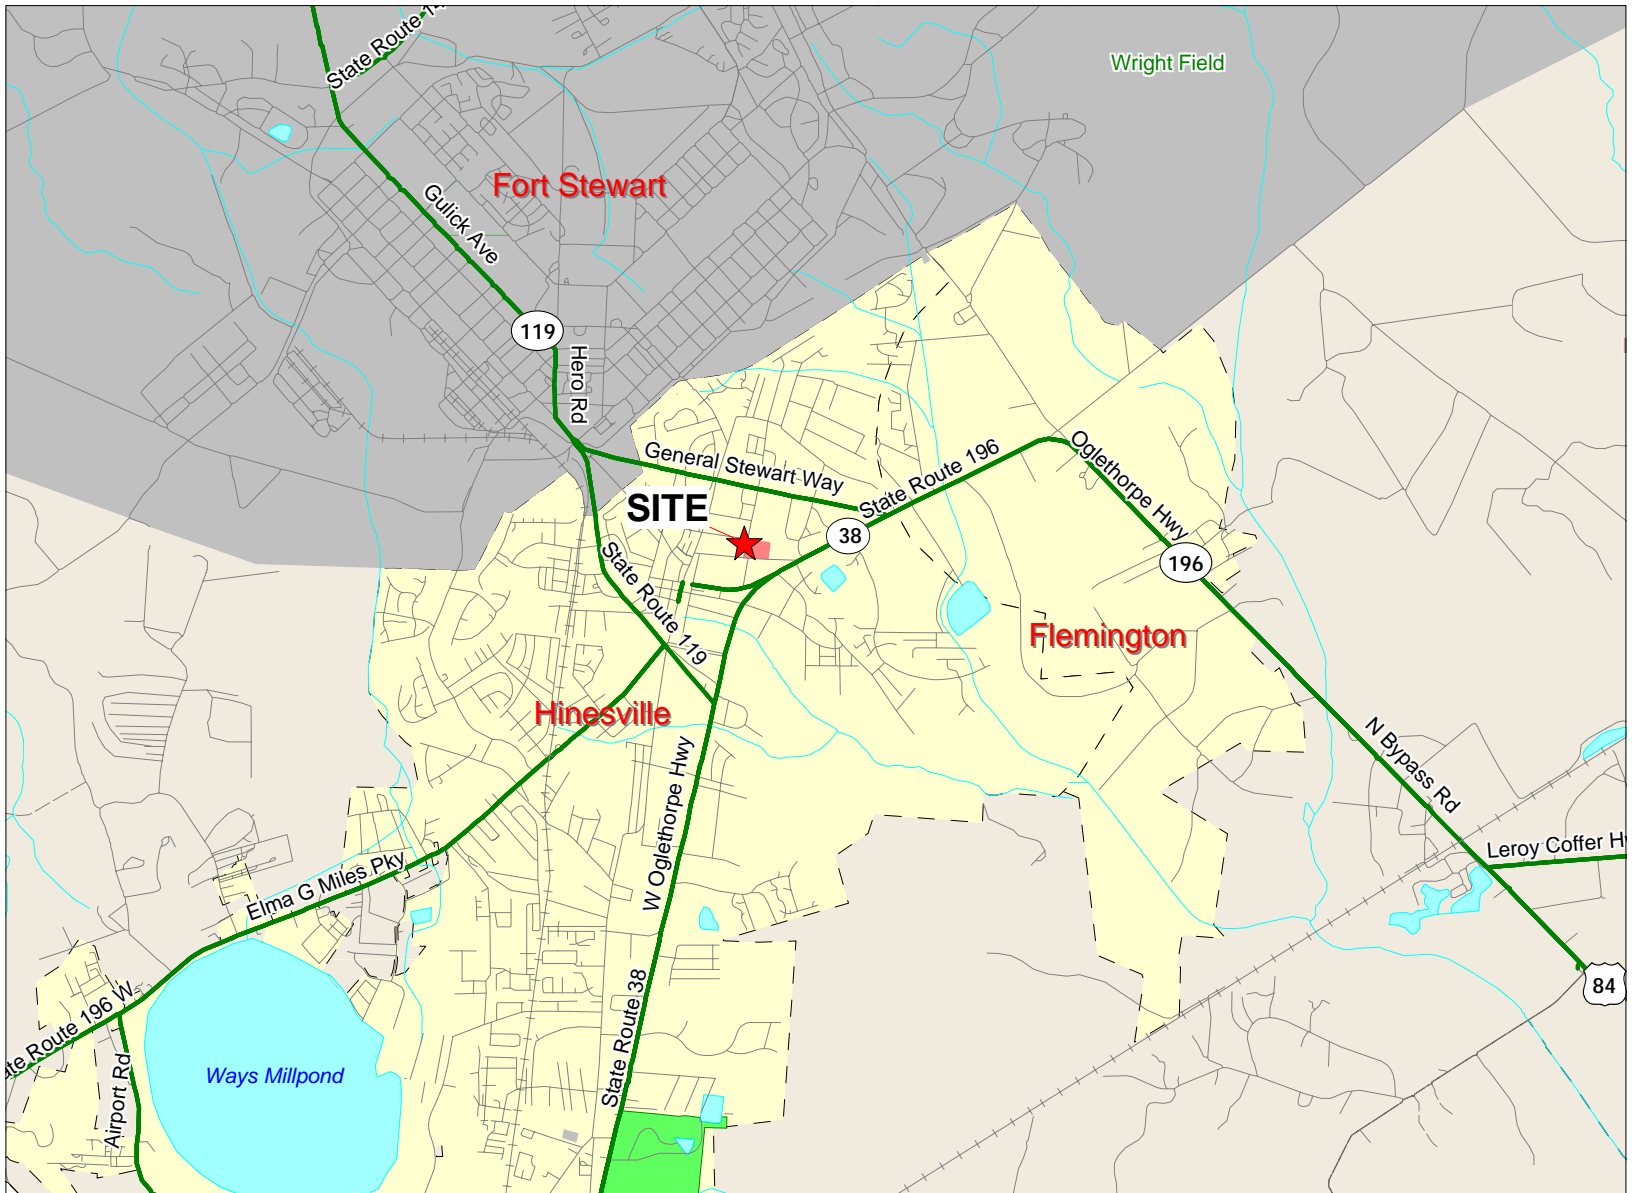 State Route 14
Wright Field
Fort Stewart
Gulick Ave
119
Hero Rd
General Stewart Way
State Route 196
Oglethorpe Hwy
SITE
38
196
State Route 119
Flemington
Hinesville
N Bypass Rd
W Oglethorpe Hwy
Leroy Coffer H
Elma G Miles Pky
84
State Route 38
ate Route 196 W
Ways Millpond
Airport Rd